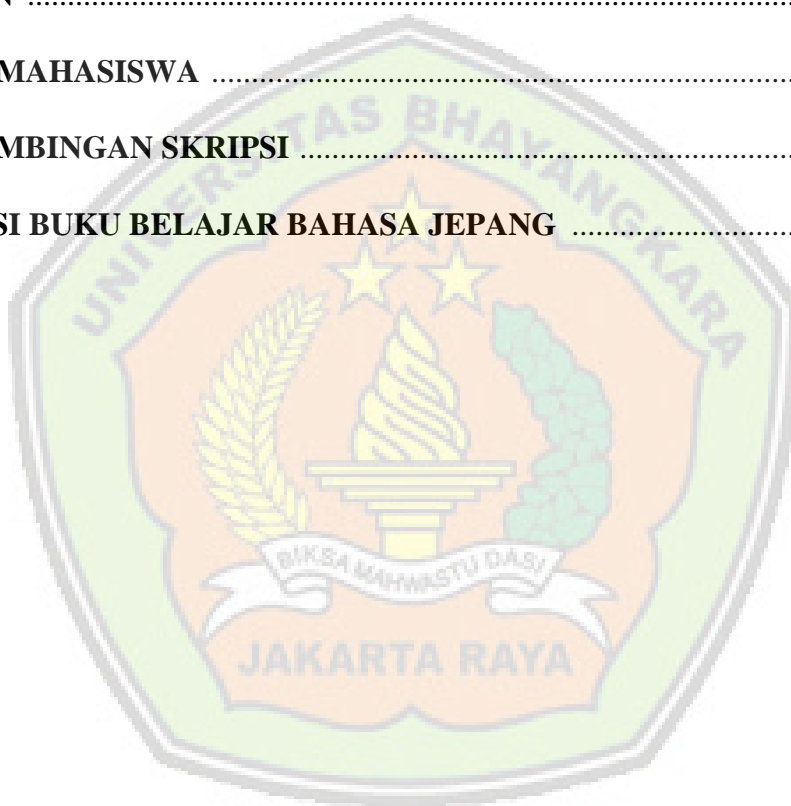 N ..........................................................................................
MAHASISWA ....................................................................
MBINGAN SKRIPSI .........................................................
SI BUKU BELAJAR BAHASA JEPANG ..........................
UNIVERSITAS BHAYANGKARA
BIKSA MAHWASTU DASI
JAKARTA RAYA